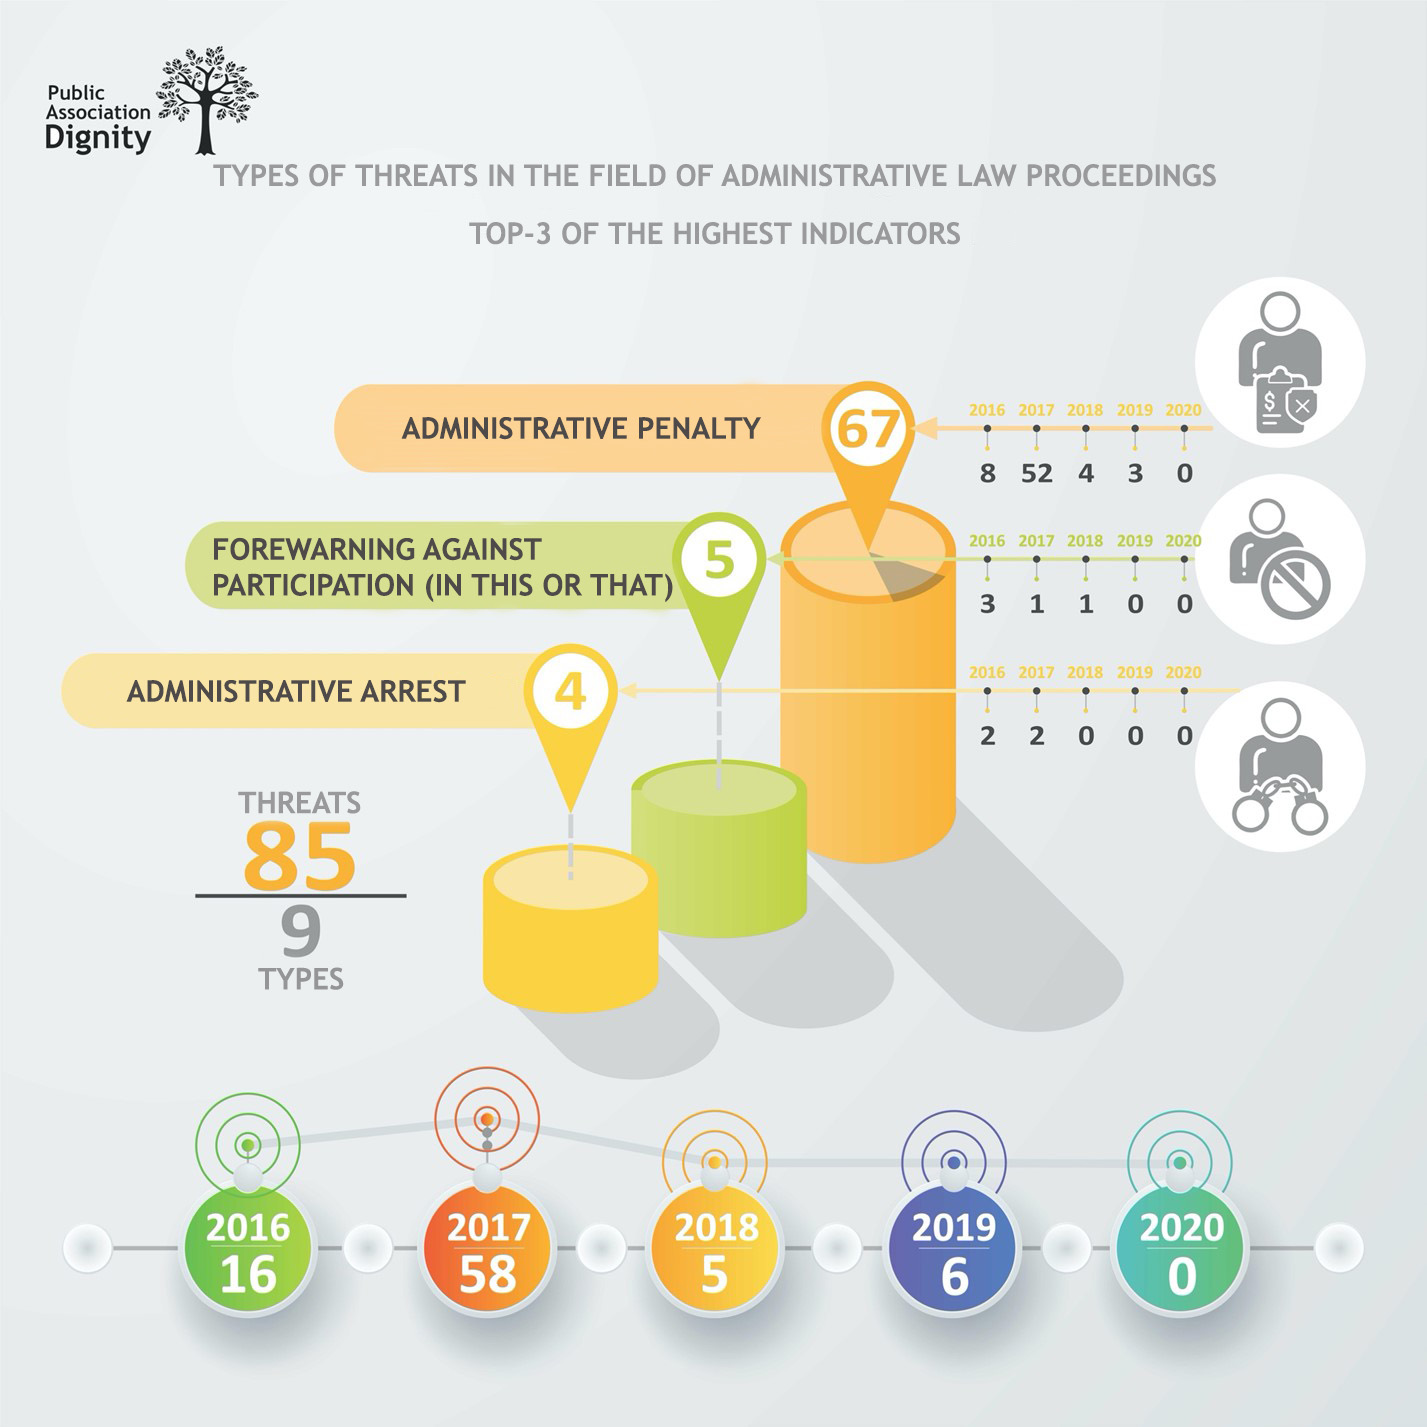 Public
Association
Dignity
TYPES OF THREATS IN THE FIELD OF ADMINISTRATIVE LAW PROCEEDINGS
TOP-3 OF THE HIGHEST INDICATORS
ADMINISTRATIVE PENALTY
67
2016 2017 2018 2019 2020
8 52 4 3 0
$
FOREWARNING AGAINST
PARTICIPATION (IN THIS OR THAT)
5
2016 2017 2018 2019 2020
3 1 1 0 0
ADMINISTRATIVE ARREST
4
2016 2017 2018 2019 2020
2 2 0 0 0
THREATS
85
9
TYPES
2016
16
2017
58
2018
5
2019
6
2020
0